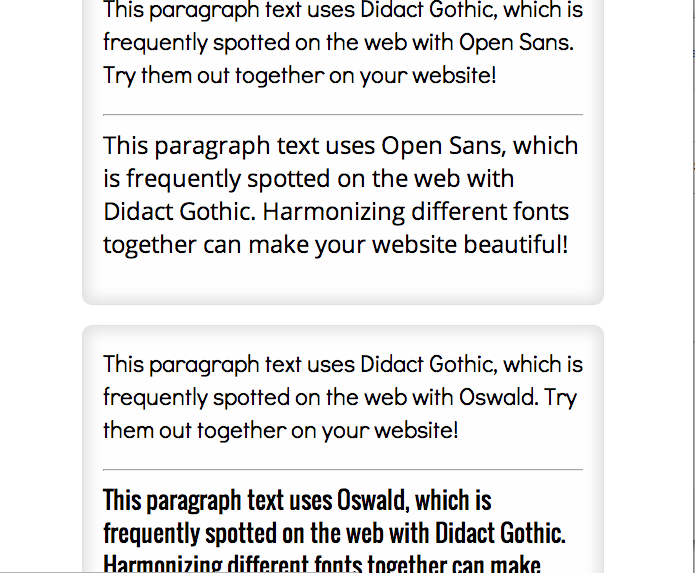 This paragraph text uses Didact Gothic, which is
frequently spotted on the web with Open Sans.
Try them out together on your website!
This paragraph text uses Open Sans, which
is frequently spotted on the web with
Didact Gothic. Harmonizing different fonts
together can make your website beautiful!
This paragraph text uses Didact Gothic, which is
frequently spotted on the web with Oswald. Try
them out together on your website!
This paragraph text uses Oswald, which is
frequently spotted on the web with Didact Gothic.
Harmonizing different fonts together can make